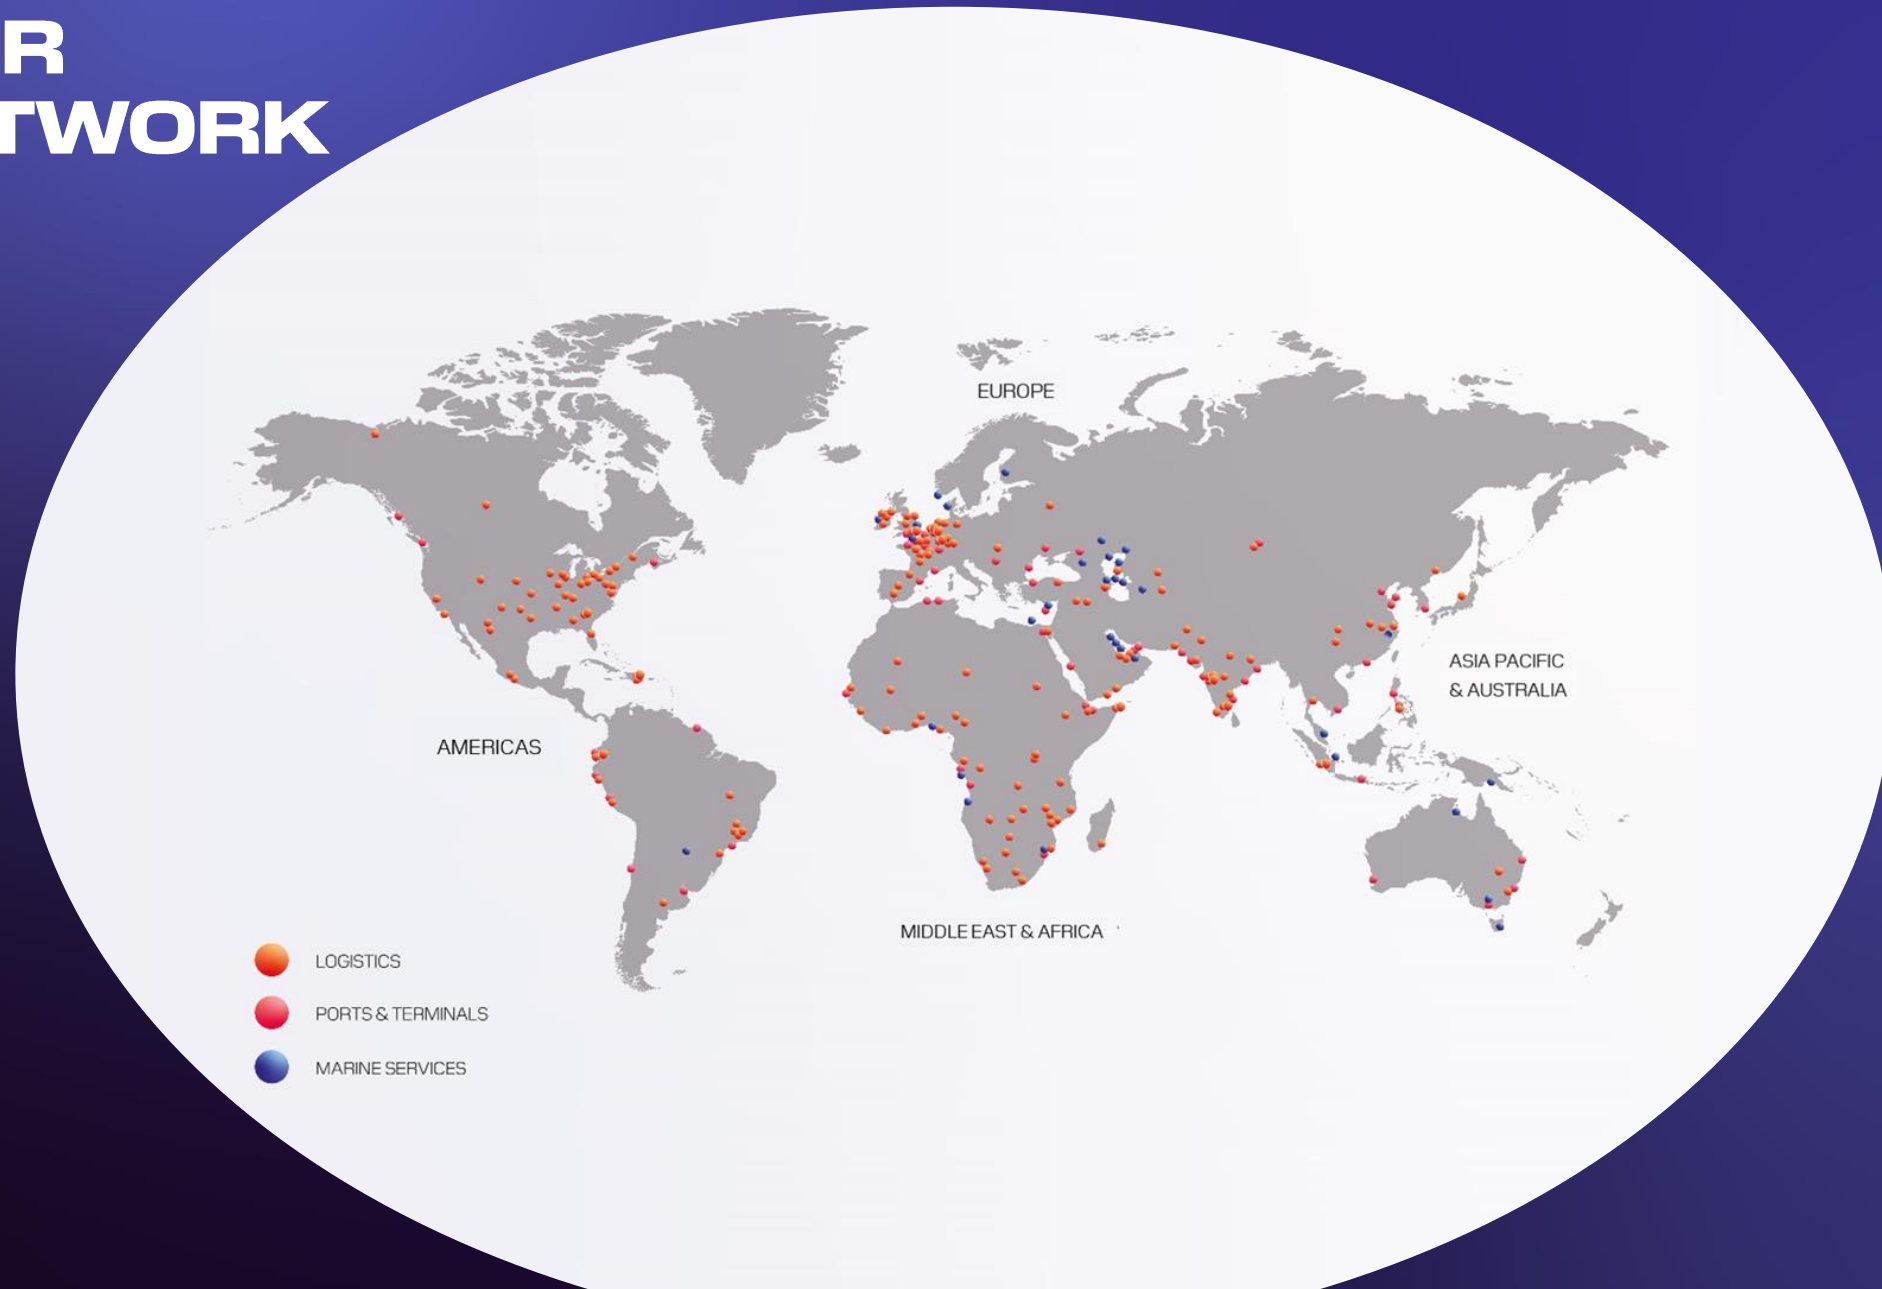 R
TWORK
EUROPE
ASIA PACIFIC
& AUSTRALIA
AMERICAS
MIDDLE EAST & AFRICA
LOGISTICS
PORTS & TERMINALS
MARINE SERVICES